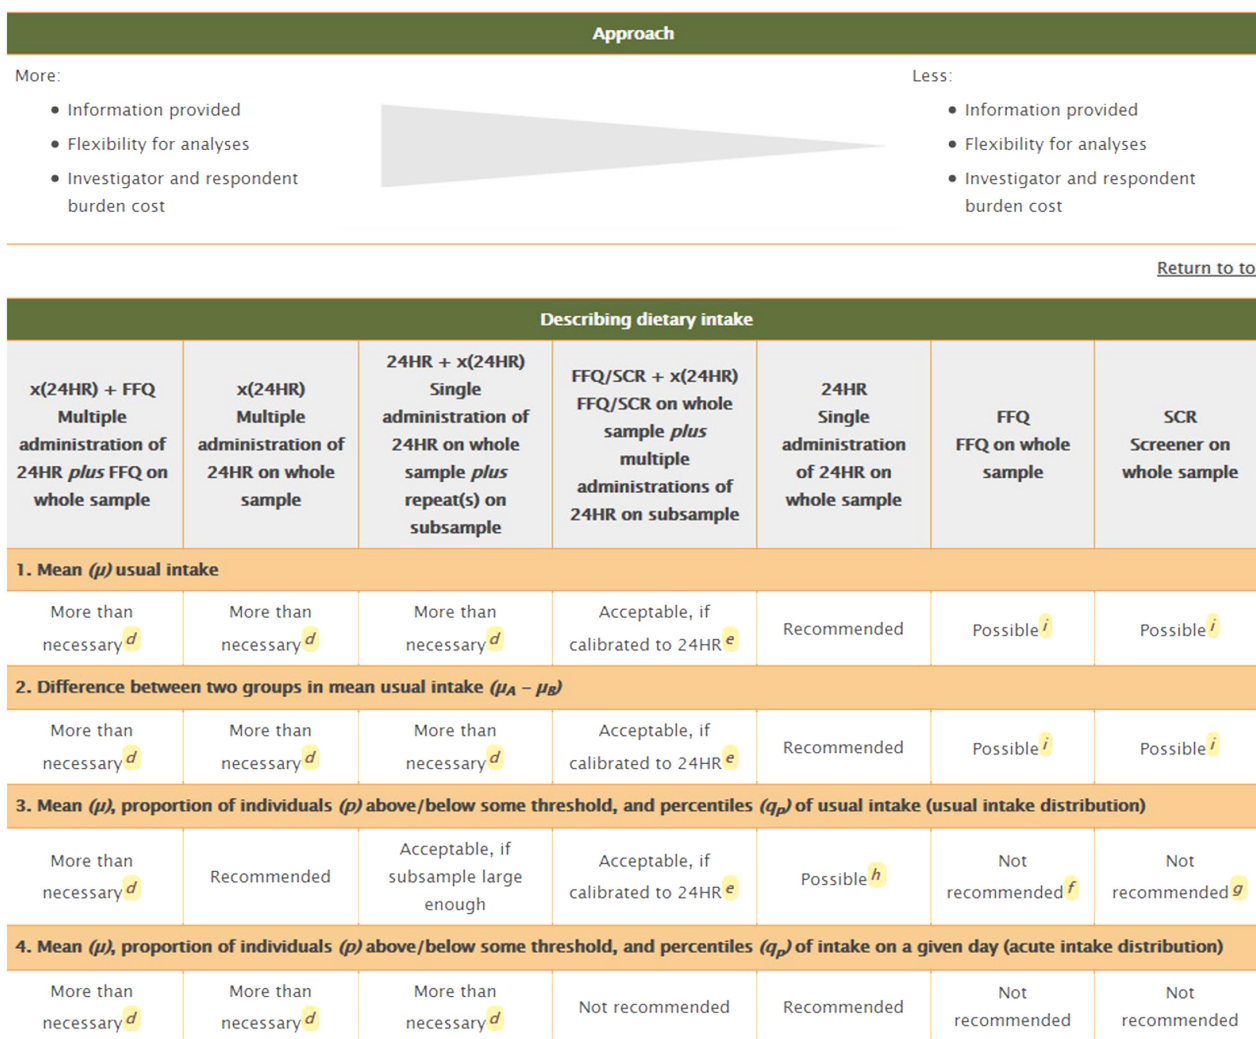 Approach
More:
• Information provided
• Flexibility for analyses
• Investigator and respondent
burden cost
Less:
• Information provided
• Flexibility for analyses
• Investigator and respondent
burden cost
Return to to
Describing dietary intake
x(24HR) + FFQ
Multiple
administration of
24HR plus FFQ on
whole sample
x(24HR)
Multiple
administration of
24HR on whole
sample
24HR + x(24HR)
Single
administration of
24HR on whole
sample plus
repeat(s) on
subsample
FFQ/SCR + x(24HR)
FFQ/SCR on whole
sample plus
multiple
administrations of
24HR on subsample
24HR
Single
administration
of 24HR on
whole sample
FFQ
FFQ on whole
sample
SCR
Screener on
whole sample
1. Mean (μ) usual intake
More than
necessary d
More than
necessary d
More than
necessary d
Acceptable, if
calibrated to 24HR e
Recommended
Possible i
Possible i
2. Difference between two groups in mean usual intake (μA – μB)
More than
necessary d
More than
necessary d
More than
necessary d
Acceptable, if
calibrated to 24HR e
Recommended
Possible i
Possible i
3. Mean (μ), proportion of individuals (p) above/below some threshold, and percentiles (qp) of usual intake (usual intake distribution)
More than
necessary d
Recommended
Acceptable, if
subsample large
enough
Acceptable, if
calibrated to 24HR e
Possible h
Not
recommended f
Not
recommended g
4. Mean (μ), proportion of individuals (p) above/below some threshold, and percentiles (qp) of intake on a given day (acute intake distribution)
More than
necessary d
More than
necessary d
More than
necessary d
Not recommended
Recommended
Not
recommended
Not
recommended